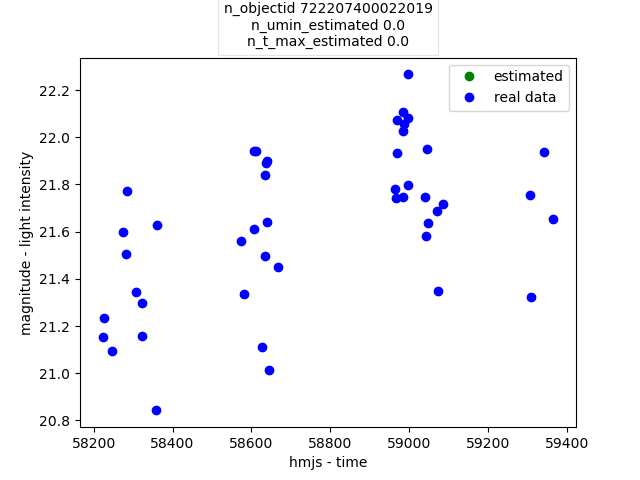 n_objectid 722207400022019
n_umin_estimated 0.0
n_t_max_estimated 0.0
estimated
real data
magnitude - light intensity
22.2
22.0
21.8
21.6
21.4
21.2
21.0
20.8
58200 58400 58600 58800 59000 59200 59400
hmjs - time